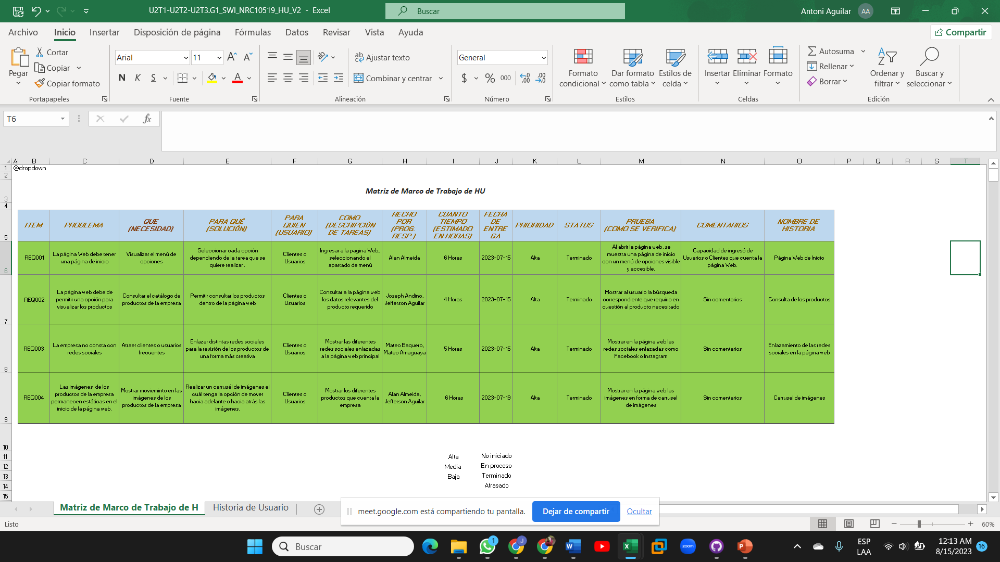 U2T1-U2T2-U2T3.G1_SWI_NRC10519_HU_V2 - Excel
Buscar
Antoni Aguilar
AA
Archivo
Inicio
Insertar
Disposición de página
Fórmulas
Datos
Revisar
Vista
Ayuda
Compartir
Pegar
Cortar
Copiar
Copiar formato
Portapapeles
Arial
11
N K S
Fuente
Ajustar texto
Combinar y centrar
Alineación
General
$ % 000
Número
Formato
condicional
Dar formato
como tabla
Estilos de
celda
Estilos
Insertar
Eliminar
Formato
Celdas
Autosuma
Rellenar
Borrar
Ordenar y
filtrar
Buscar y
seleccionar
Edición
T6
fx
A B C D E F G H I J K L M N O P Q R S T
1
@dropdown
2
3
Matriz de Marco de Trabajo de HU
4
5
ITEM
PROBLEMA
QUE
(NECESIDAD)
PARA QUÉ
(SOLUCIÓN)
PARA
QUIEN
(USUARIO)
COMO
(DESCRIPCIÓN
DE TAREAS)
HECHO
POR
(PROG.
RESP.)
CUANTO
TIEMPO
(ESTIMADO
EN HORAS)
FECHA
DE
ENTRE
GA
PRIORIDAD
STATUS
PRUEBA
(COMO SE VERIFICA)
COMENTARIOS
NOMBRE DE
HISTORIA
6
REQ001
La página Web debe tener
una página de inicio
Visualizar el menú de
opciones
Seleccionar cada opción
dependiendo de la tarea que se
quiere realizar .
Clientes o
Usuarios
Ingresar a la pagina Web,
seleccionando el
apartado de menú
Alan Almeida
6 Horas
2023-07-15
Alta
Terminado
Al abrir la página web, se
muestra una página de inicio
con un menú de opciones visible
y accesible.
Capacidad de ingresó de
Usuarios o Clientes que cuenta la
página Web.
Página Web de Inicio
7
REQ002
La página web debe de
permitir una opción para
visualizar los productos
Consultar el catálogo de
productos de la empresa
Permitir consultar los productos
dentro de la página web
Clientes o
Usuarios
Consultar a la página web
los datos relevantes del
producto requerido
Joseph Andino,
Jefferson Aguilar
4 Horas
2023-07-15
Alta
Terminado
Mostrar al usuario la búsqueda
correspondiente que requirio en
cuestión al producto necesitado
Sin comentarios
Consulta de los productos
8
REQ003
La empresa no consta con
redes sociales
Atraer clientes o usuarios
frecuentes
Enlazar distintas redes sociales
para la revisión de los productos de
una forma más creativa
Clientes o
Usuarios
Mostrar las diferentes
redes sociales enlazadas
a la página web principal
Mateo Baquero,
Mateo Amaguaya
5 Horas
2023-07-15
Alta
Terminado
Mostrar en la página web las
redes sociales enlazadas como
Facebook o Instagram
Sin comentarios
Enlazamiento de las redes
sociales en la página web
9
REQ004
Las imágenes de los
productos de la empresa
permanecen estáticas en el
inicio de la página web.
Mostrar movieminto en las
imágenes de los
productos de la empresa
Realizar un carrusél de imágenes el
cuál tenga la opción de mover
hacia adelante o hacia atrás las
imágenes.
Clientes o
Usuarios
Mostrar los diferentes
productos que cuenta la
empresa
Alan Almeida,
Jefferson Aguilar
6 Horas
2023-07-19
Alta
Terminado
Mostrar en la página web las
imágenes en forma de carrusel
de imágenes
Sin comentarios
Carrusel de imágenes
10
11
Alta
No iniciado
12
Media
En proceso
13
Baja
Terminado
14
Atrasado
15
Matriz de Marco de Trabajo de H
Historia de Usuario
meet.google.com está compartiendo tu pantalla.
Dejar de compartir
Ocultar
Listo
60%
Buscar
1
J
zoom
ESP
LAA
12:13 AM
8/15/2023
16